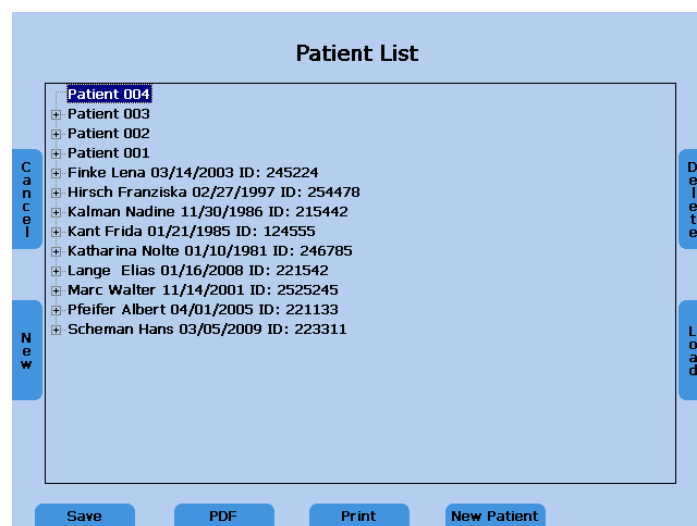 Patient List
Patient 004
Patient 003
Patient 002
Patient 001
Finke Lena 03/14/2003 ID: 245224
Hirsch Franziska 02/27/1997 ID: 254478
Kalman Nadine 11/30/1986 ID: 215442
Kant Frida 01/21/1985 ID: 124555
Katharina Nolte 01/10/1981 ID: 246785
Lange  Elias 01/16/2008 ID: 221542
Marc Walter 11/14/2001 ID: 2525245
Pfeifer Albert 04/01/2005 ID: 221133
Scheman Hans 03/05/2009 ID: 223311
Cancel
New
Delete
Load
Save
PDF
Print
New Patient